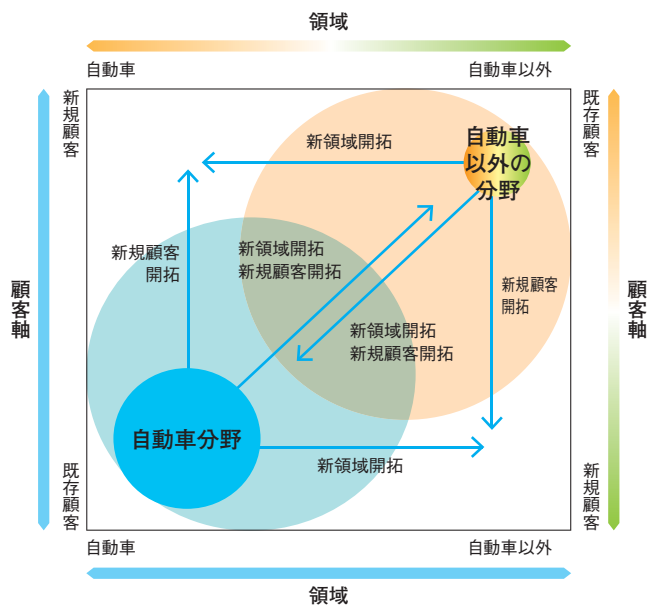 領域
自動車
自動車以外
新規顧客
既存顧客
自動車
以外の
分野
新領域開拓
新規顧客
開拓
新領域開拓
新規顧客開拓
新規顧客
開拓
顧客軸
顧客軸
新領域開拓
新規顧客開拓
自動車分野
新領域開拓
既存顧客
新規顧客
自動車
自動車以外
領域